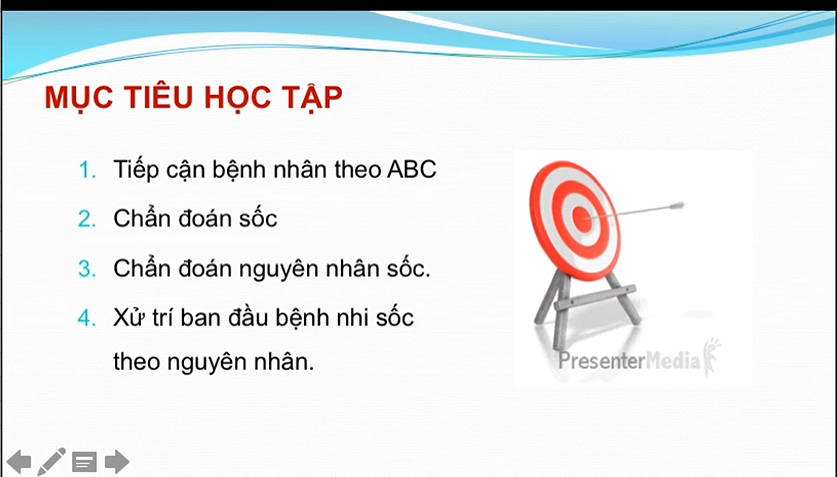 MỤC TIÊU HỌC TẬP
1. Tiếp cận bệnh nhân theo ABC
2. Chẩn đoán sốc
3. Chẩn đoán nguyên nhân sốc.
4. Xử trí ban đầu bệnh nhi sốc
theo nguyên nhân.
PresenterMedia